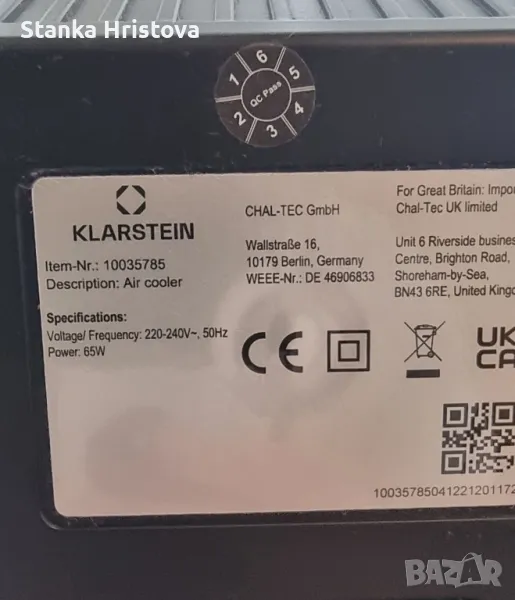 Stanka Hristova
1 6 5 2 3 4
QC Pass
KLARSTEIN
Item-Nr.: 10035785
Description: Air cooler
Specifications:
Voltage/ Frequency: 220-240V~, 50Hz
Power: 65W
CHAL-TEC GmbH
Wallstraße 16,
10179 Berlin, Germany
WEEE-Nr.: DE 46906833
CE
For Great Britain: Impo
Chal-Tec UK limited
Unit 6 Riverside busines
Centre, Brighton Road,
Shoreham-by-Sea,
BN43 6RE, United Kingd
UK
CA
10035785041221201172
BAZAR